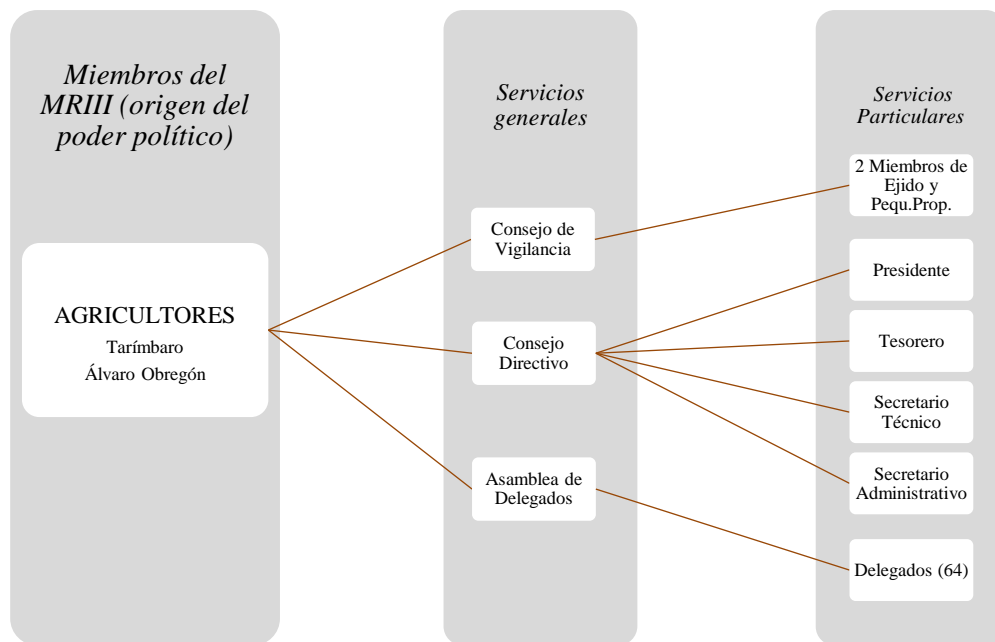 Miembros del
MRIII (origen del
poder político)
AGRICULTORES
Tarímbaro
Álvaro Obregón
Servicios
generales
Consejo de
Vigilancia
Consejo
Directivo
Asamblea de
Delegados
Servicios
Particulares
2 Miembros de
Ejido y
Pequ.Prop.
Presidente
Tesorero
Secretario
Técnico
Secretario
Administrativo
Delegados (64)